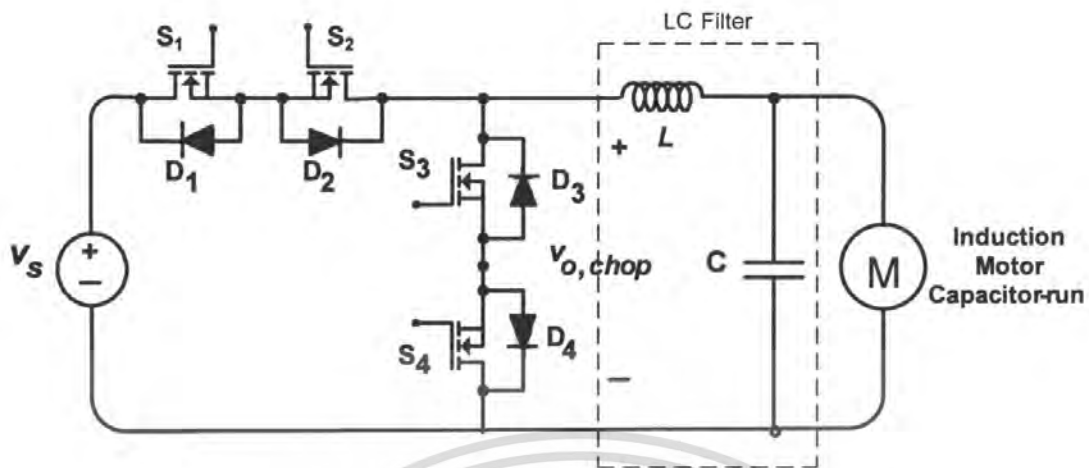 LC Filter
S1
S2
D1
D2
+
L
S3
D3
vs
+
−
vo,chop
C
M
Induction
Motor
Capacitor-run
S4
D4
−